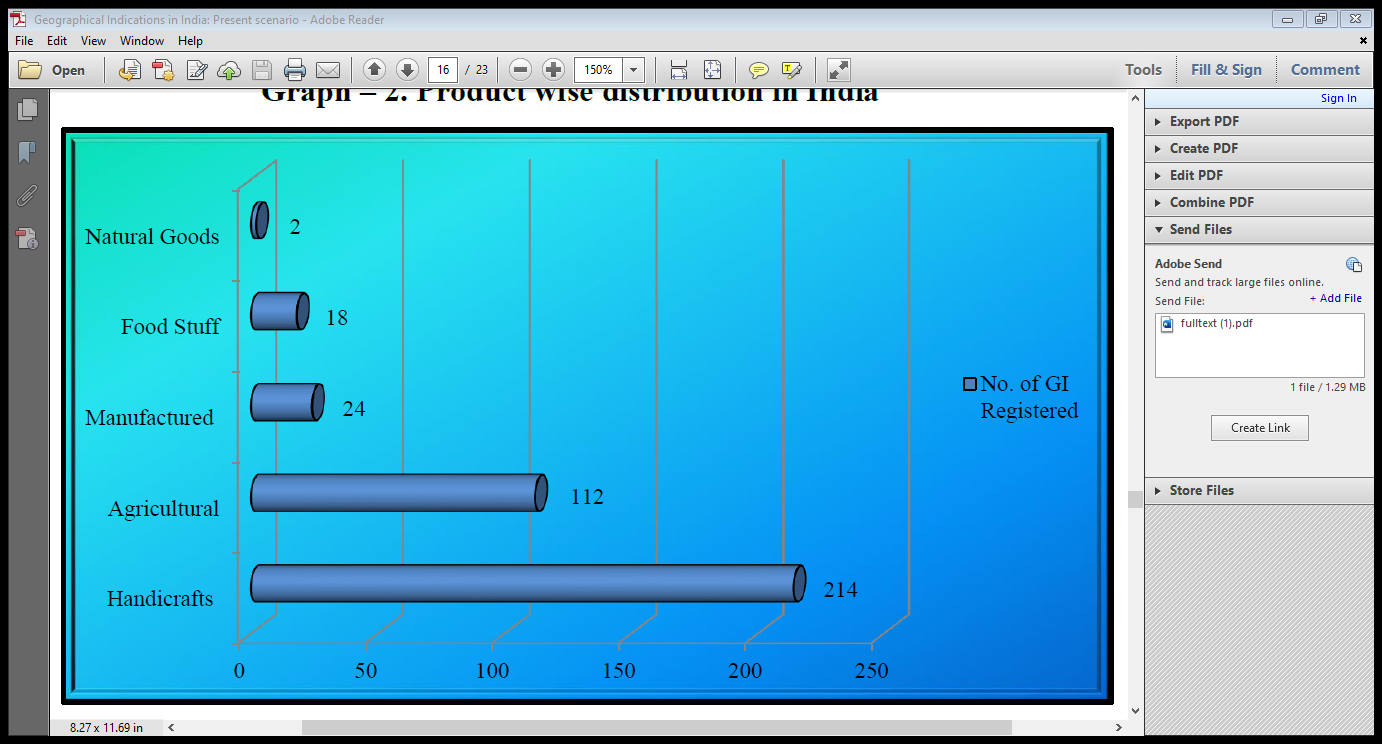 Geographical Indications in India: Present scenario - Adobe Reader
File Edit View Window Help
Open 16 / 23 150% Tools Fill & Sign Comment
Sign In
Export PDF
Create PDF
Edit PDF
Combine PDF
Send Files
Adobe Send
Send and track large files online.
Send File: + Add File
fulltext (1).pdf
1 file / 1.29 MB
Create Link
Store Files
Graph – 2. Product wise distribution in India
Natural Goods 2
Food Stuff 18
Manufactured 24
Agricultural 112
Handicrafts 214
0 50 100 150 200 250
No. of GI
Registered
8.27 x 11.69 in